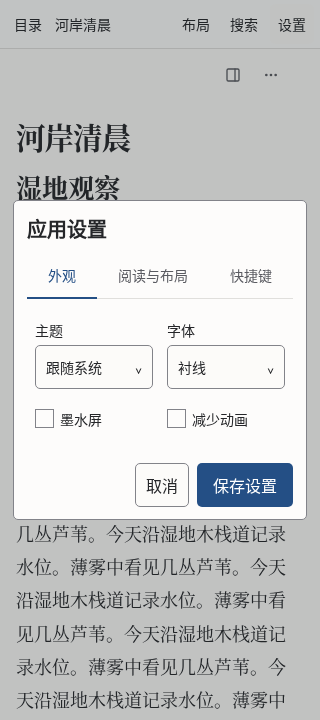 目录 河岸清晨 布局 搜索 设置
河岸清晨
湿地观察
应用设置
外观 阅读与布局 快捷键
主题 字体
跟随系统 衬线
墨水屏 减少动画
取消 保存设置
几丛芦苇。今天沿湿地木栈道记录
水位。薄雾中看见几丛芦苇。今天
沿湿地木栈道记录水位。薄雾中看
见几丛芦苇。今天沿湿地木栈道记
录水位。薄雾中看见几丛芦苇。今
天沿湿地木栈道记录水位。薄雾中